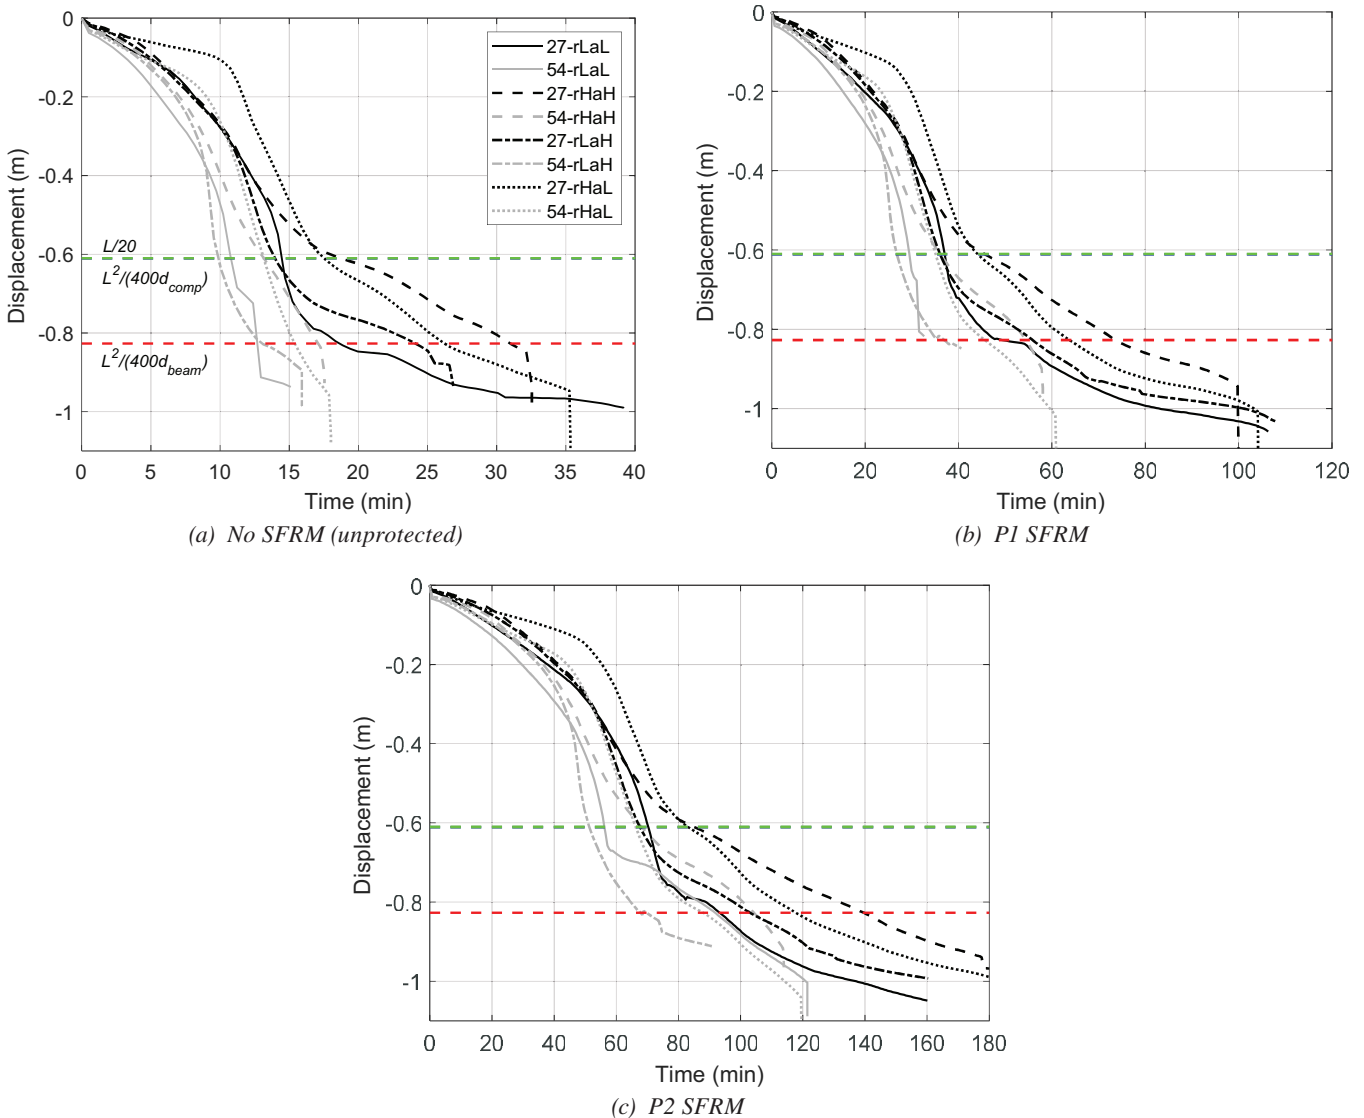 0
-0.2
-0.4
-0.6
-0.8
-1
Displacement (m)
27-rLaL
54-rLaL
27-rHaH
54-rHaH
27-rLaH
54-rLaH
27-rHaL
54-rHaL
L/20
L²/(400d_comp)
L²/(400d_beam)
0 5 10 15 20 25 30 35 40
Time (min)
(a) No SFRM (unprotected)
0
-0.2
-0.4
-0.6
-0.8
-1
Displacement (m)
0 20 40 60 80 100 120
Time (min)
(b) P1 SFRM
0
-0.2
-0.4
-0.6
-0.8
-1
Displacement (m)
0 20 40 60 80 100 120 140 160 180
Time (min)
(c) P2 SFRM